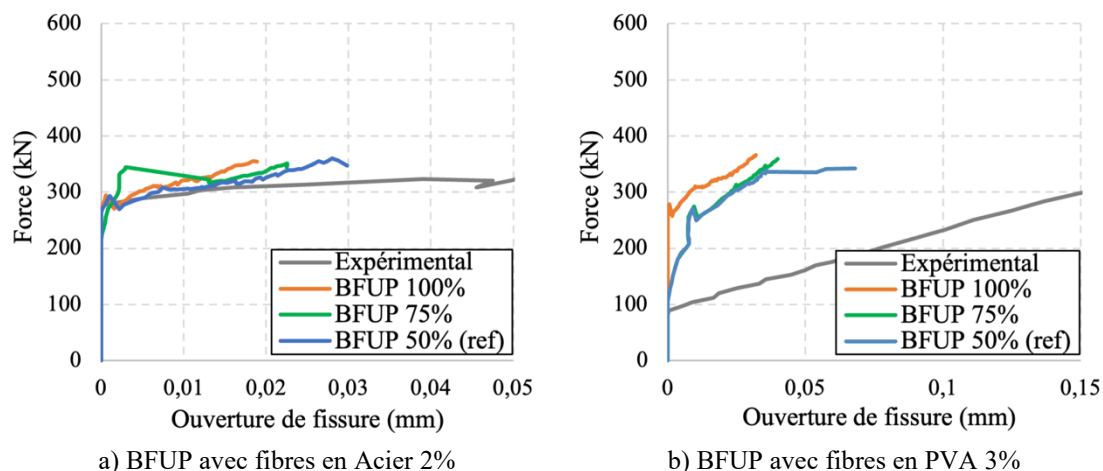 600
500
400
300
200
100
0
Force (kN)
0
0,01
0,02
0,03
0,04
0,05
Ouverture de fissure (mm)
Expérimental
BFUP 100%
BFUP 75%
BFUP 50% (ref)
a) BFUP avec fibres en Acier 2%
600
500
400
300
200
100
0
Force (kN)
0
0,05
0,1
0,15
Ouverture de fissure (mm)
Expérimental
BFUP 100%
BFUP 75%
BFUP 50% (ref)
b) BFUP avec fibres en PVA 3%